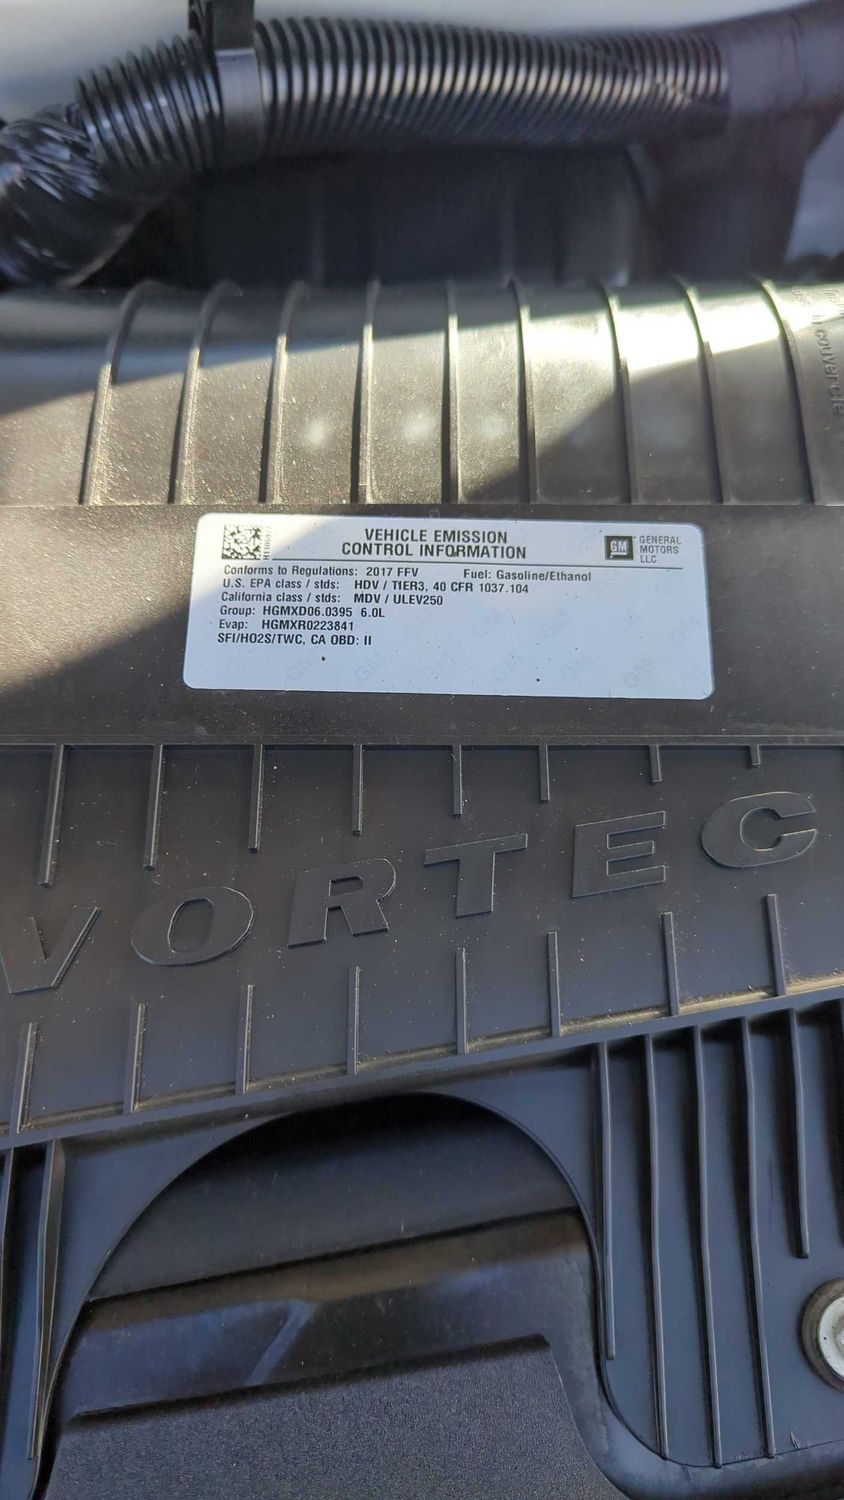 VEHICLE EMISSION
CONTROL INFORMATION
GM GENERAL
MOTORS
LLC
Conforms to Regulations: 2017 FFV Fuel: Gasoline/Ethanol
U.S. EPA class / stds: HDV / TIER3, 40 CFR 1037.104
California class / stds: MDV / ULEV250
Group: HGMXD06.0395 6.0L
Evap: HGMXR0223841
SFI/HO2S/TWC, CA OBD: II
VORTEC